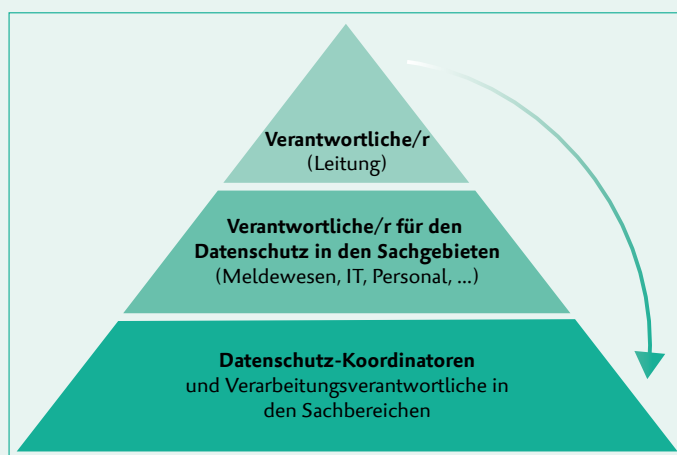 Verantwortliche/r
(Leitung)
Verantwortliche/r für den
Datenschutz in den Sachgebieten
(Meldewesen, IT, Personal, ...)
Datenschutz-Koordinatoren
und Verarbeitungsverantwortliche in
den Sachbereichen